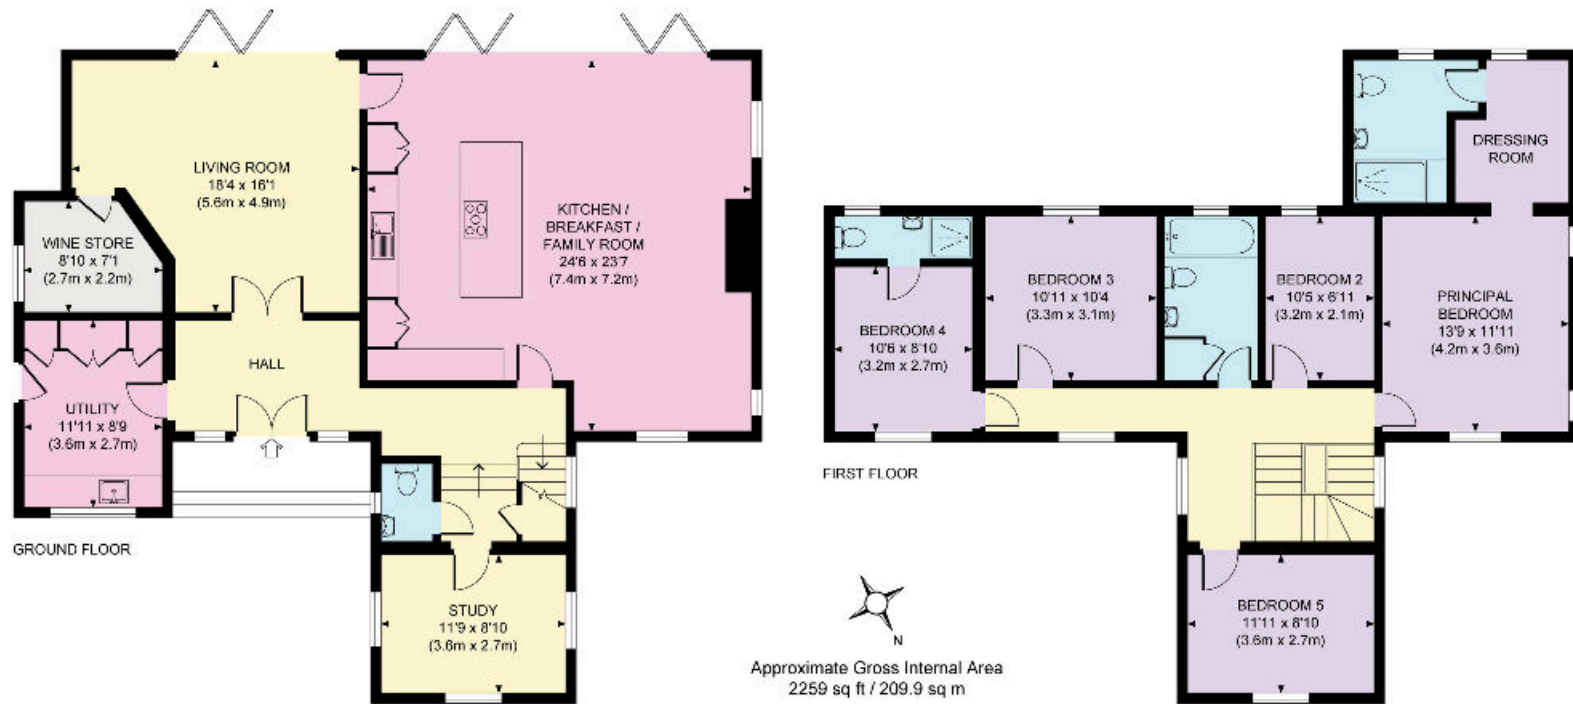 LIVING ROOM
18'4 x 16'1
(5.6m x 4.9m)
WINE STORE
8'10 x 7'1
(2.7m x 2.2m)
KITCHEN /
BREAKFAST /
FAMILY ROOM
24'6 x 23'7
(7.4m x 7.2m)
HALL
UTILITY
11'11 x 8'9
(3.6m x 2.7m)
GROUND FLOOR
STUDY
11'9 x 8'10
(3.6m x 2.7m)
DRESSING
ROOM
BEDROOM 4
10'6 x 8'10
(3.2m x 2.7m)
BEDROOM 3
10'11 x 10'4
(3.3m x 3.1m)
BEDROOM 2
10'5 x 6'11
(3.2m x 2.1m)
PRINCIPAL
BEDROOM
13'9 x 11'11
(4.2m x 3.6m)
FIRST FLOOR
BEDROOM 5
11'11 x 8'10
(3.6m x 2.7m)
N
Approximate Gross Internal Area
2259 sq ft / 209.9 sq m